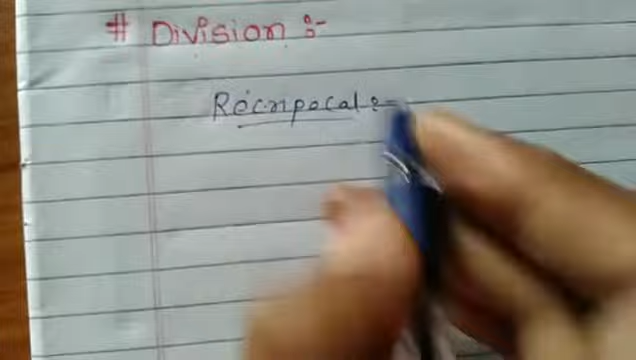 # Division :-
Reciprocal :-